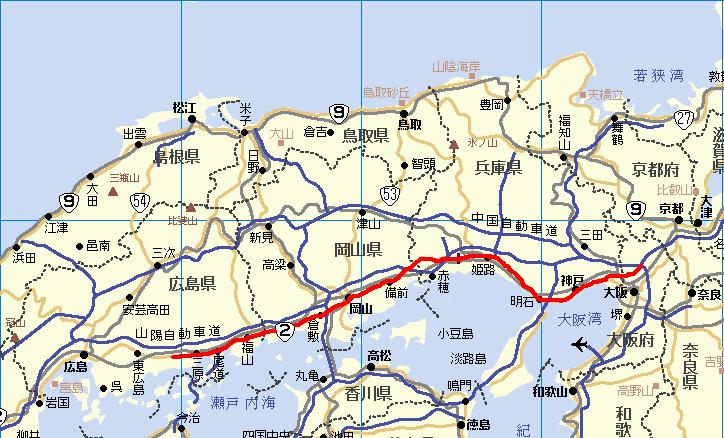 若狭湾
山陰海岸
鳥取砂丘
天橋立
敦
豊岡
松江
米子
9
鳥取
福知山
舞鶴
27
滋賀県
出雲
大山
倉吉
鳥取県
氷ノ山
島根県
日野
智頭
兵庫県
京都府
大田
三瓶山
54
53
比叡山
9
比婆山
9
京都
大津
江津
津山
中国自動車道
浜田
邑南
新見
三田
名
三次
岡山県
高梁
広島県
姫路
赤穂
神戸
備前
明石
大阪
奈良
安芸高田
岡山
冠山
山陽自動車道
倉敷
2
小豆島
大阪湾
堺
大阪府
広島
東広島
三原
尾道
福山
淡路島
高松
奈良県
吉野
宮島
呉
丸亀
鳴門
和歌山
高野山
岩国
瀬戸内海
香川県
今治
徳島
紀
和歌
柳井
四国中央
池田